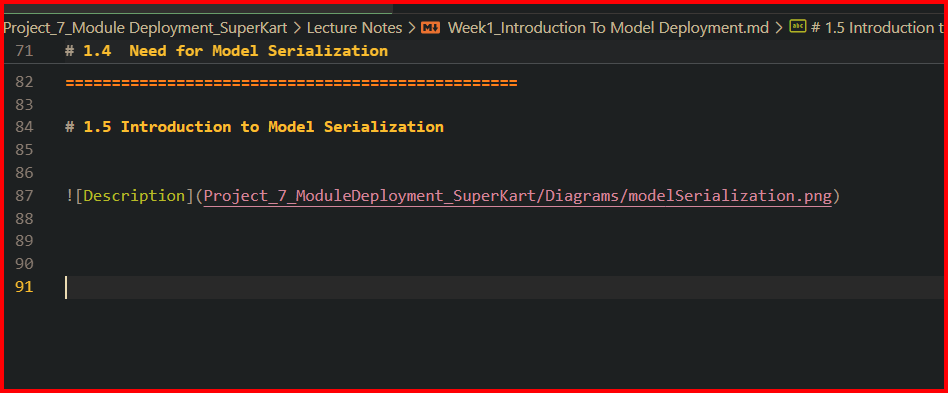 Project_7_Module Deployment_SuperKart > Lecture Notes > Week1_Introduction To Model Deployment.md > abc # 1.5 Introduction t
71 # 1.4  Need for Model Serialization
82 =================================================
83
84 # 1.5 Introduction to Model Serialization
85
86
87 ![Description](Project_7_ModuleDeployment_SuperKart/Diagrams/modelSerialization.png)
88
89
90
91